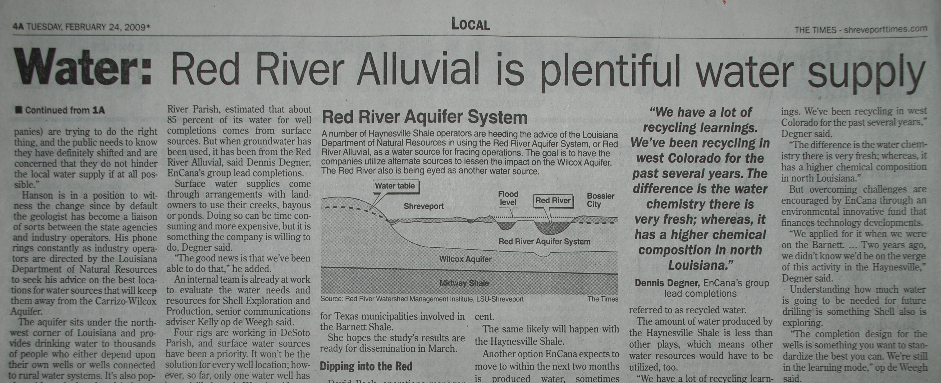 4A TUESDAY, FEBRUARY 24, 2009+
LOCAL
THE TIMES - shreveporttimes.com
Water: Red River Alluvial is plentiful water supply
■ Continued from 1A
panies) are trying to do the right
thing, and the public needs to know
they have definitely shifted and are
concerned that they do not hinder
the local water supply if at all pos-
sible."
Hanson is in a position to wit-
ness the change since by default
the geologist has become a liaison
of sorts between the state agencies
and industry operators. His phone
rings constantly as industry opera-
tors are directed by the Louisiana
Department of Natural Resources
to seek his advice on the best loca-
tions for water sources that will keep
them away from the Carrizo-Wilcox
Aquifer.
The aquifer sits under the north-
west corner of Louisiana and pro-
vides drinking water to thousands
of people who either depend upon
their own wells or wells connected
to rural water systems. It's also pop-
River Parish, estimated that about
85 percent of its water for well
completions comes from surface
sources. But when groundwater has
been used, it has been from the Red
River Alluvial, said Dennis Degner,
EnCana's group lead completions.
Surface water supplies come
through arrangements with land-
owners to use their creeks, bayous
or ponds. Doing so can be time con-
suming and more expensive, but it is
something the company is willing to
do, Degner said.
"The good news is that we've been
able to do that," he added.
An internal team is already at work
to evaluate the water needs and
resources for Shell Exploration and
Production, senior communications
adviser Kelly op de Weegh said.
Four rigs are working in DeSoto
Parish, and surface water sources
have been a priority. It won't be the
solution for every well location; how-
ever, so far, only one water well has
Red River Aquifer System
A number of Haynesville Shale operators are heeding the advice of the Louisiana
Department of Natural Resources in using the Red River Aquifer System, or Red
River Alluvial, as a water source for fracing operations. The goal is to have the
companies utilize alternate sources to lessen the impact on the Wilcox Aquifer.
The Red River also is being eyed as another water source.
Water table
Shreveport
Flood
level
Red River
Bossier
City
Red River Aquifer System
Wilcox Aquifer
Midway Shale
Source: Red River Watershed Management Institute, LSU-Shreveport
The Times
for Texas municipalities involved in
the Barnett Shale.
She hopes the study's results are
ready for dissemination in March.
Dipping into the Red
cent.
The same likely will happen with
the Haynesville Shale.
Another option EnCana expects to
move to within the next two months
is produced water, sometimes
"We have a lot of
recycling learnings.
We've been recycling in
west Colorado for the
past several years. The
difference is the water
chemistry there is
very fresh; whereas, it
has a higher chemical
composition in north
Louisiana."
Dennis Degner, EnCana's group
lead completions
referred to as recycled water.
The amount of water produced by
the Haynesville Shale is less than
other plays, which means other
water resources would have to be
utilized, too.
"We have a lot of recycling learn-
ings. We've been recycling in west
Colorado for the past several years,"
Degner said.
"The difference is the water chem-
istry there is very fresh; whereas, it
has a higher chemical composition
in north Louisiana."
But overcoming challenges are
encouraged by EnCana through an
environmental innovative fund that
finances technology developments.
"We applied for it when we were
on the Barnett. ... Two years ago,
we didn't know we'd be on the verge
of this activity in the Haynesville,"
Degner said.
Understanding how much water
is going to be needed for future
drilling is something Shell also is
exploring.
"The completion design for the
wells is something you want to stan-
dardize the best you can. We're still
in the learning mode," op de Weegh
said.